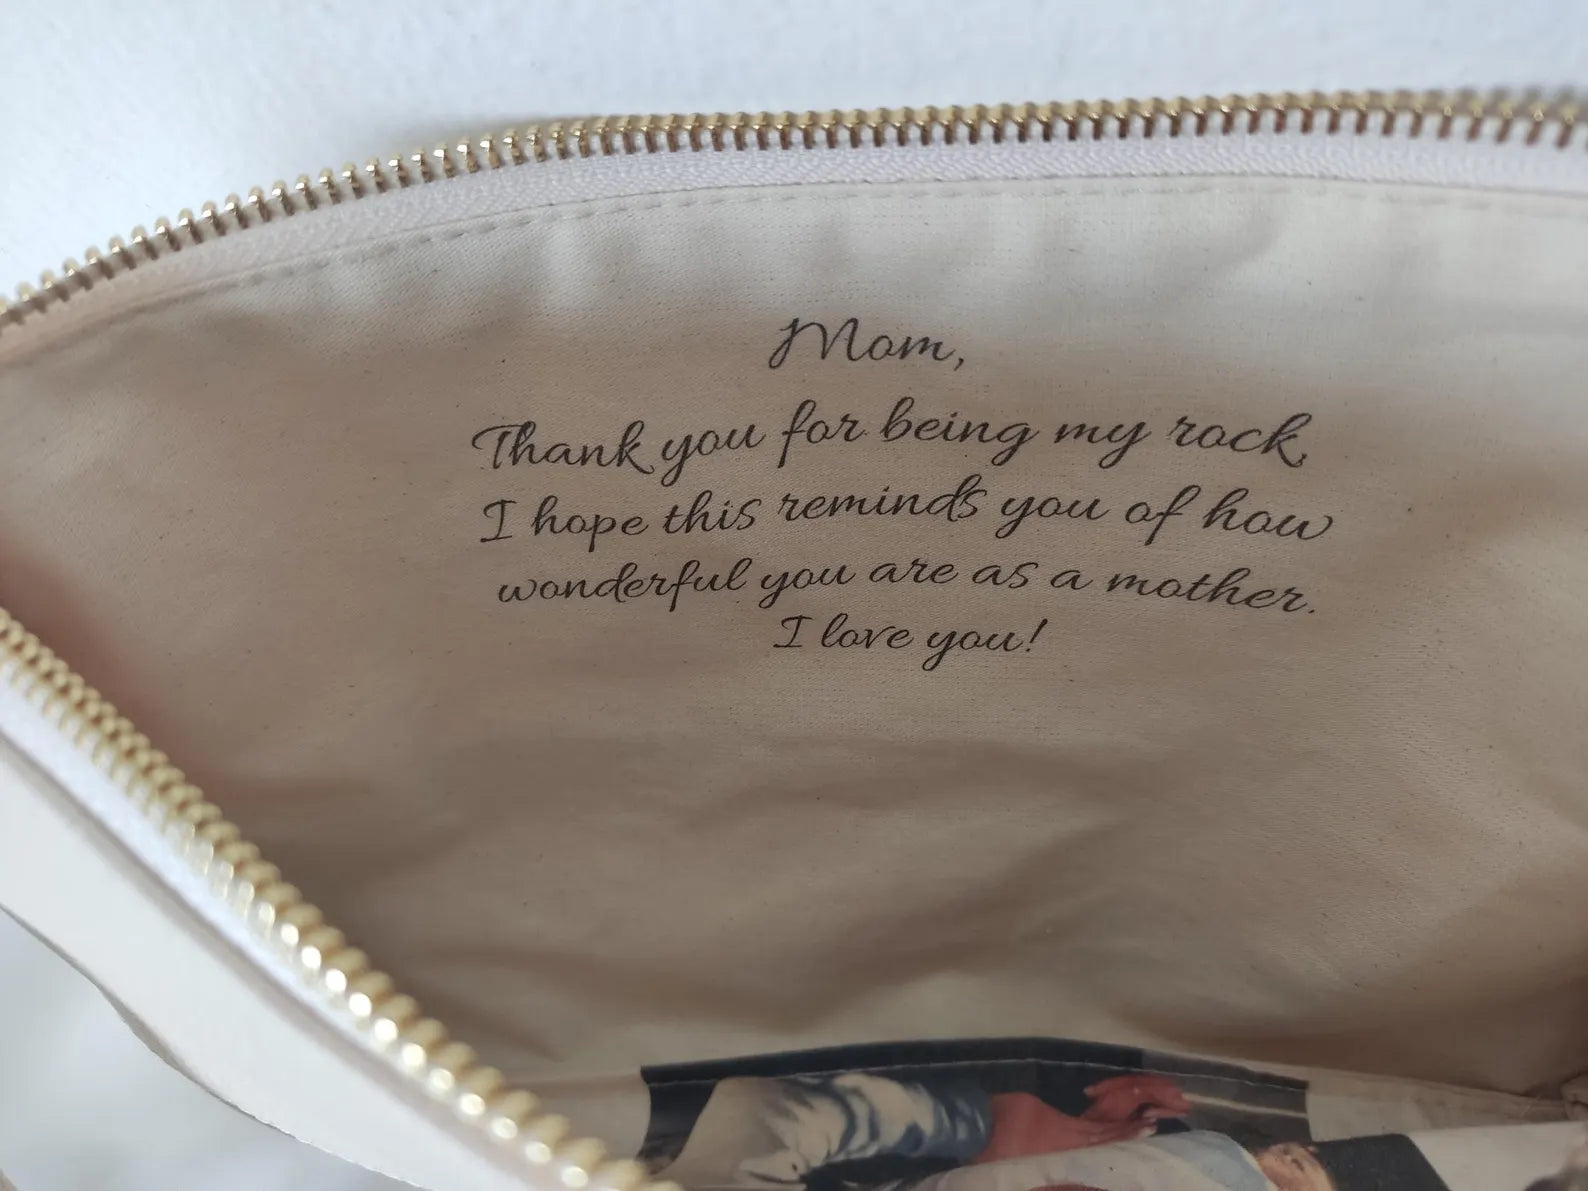 Mom,
Thank you for being my rock,
I hope this reminds you of how
wonderful you are as a mother.
I love you!